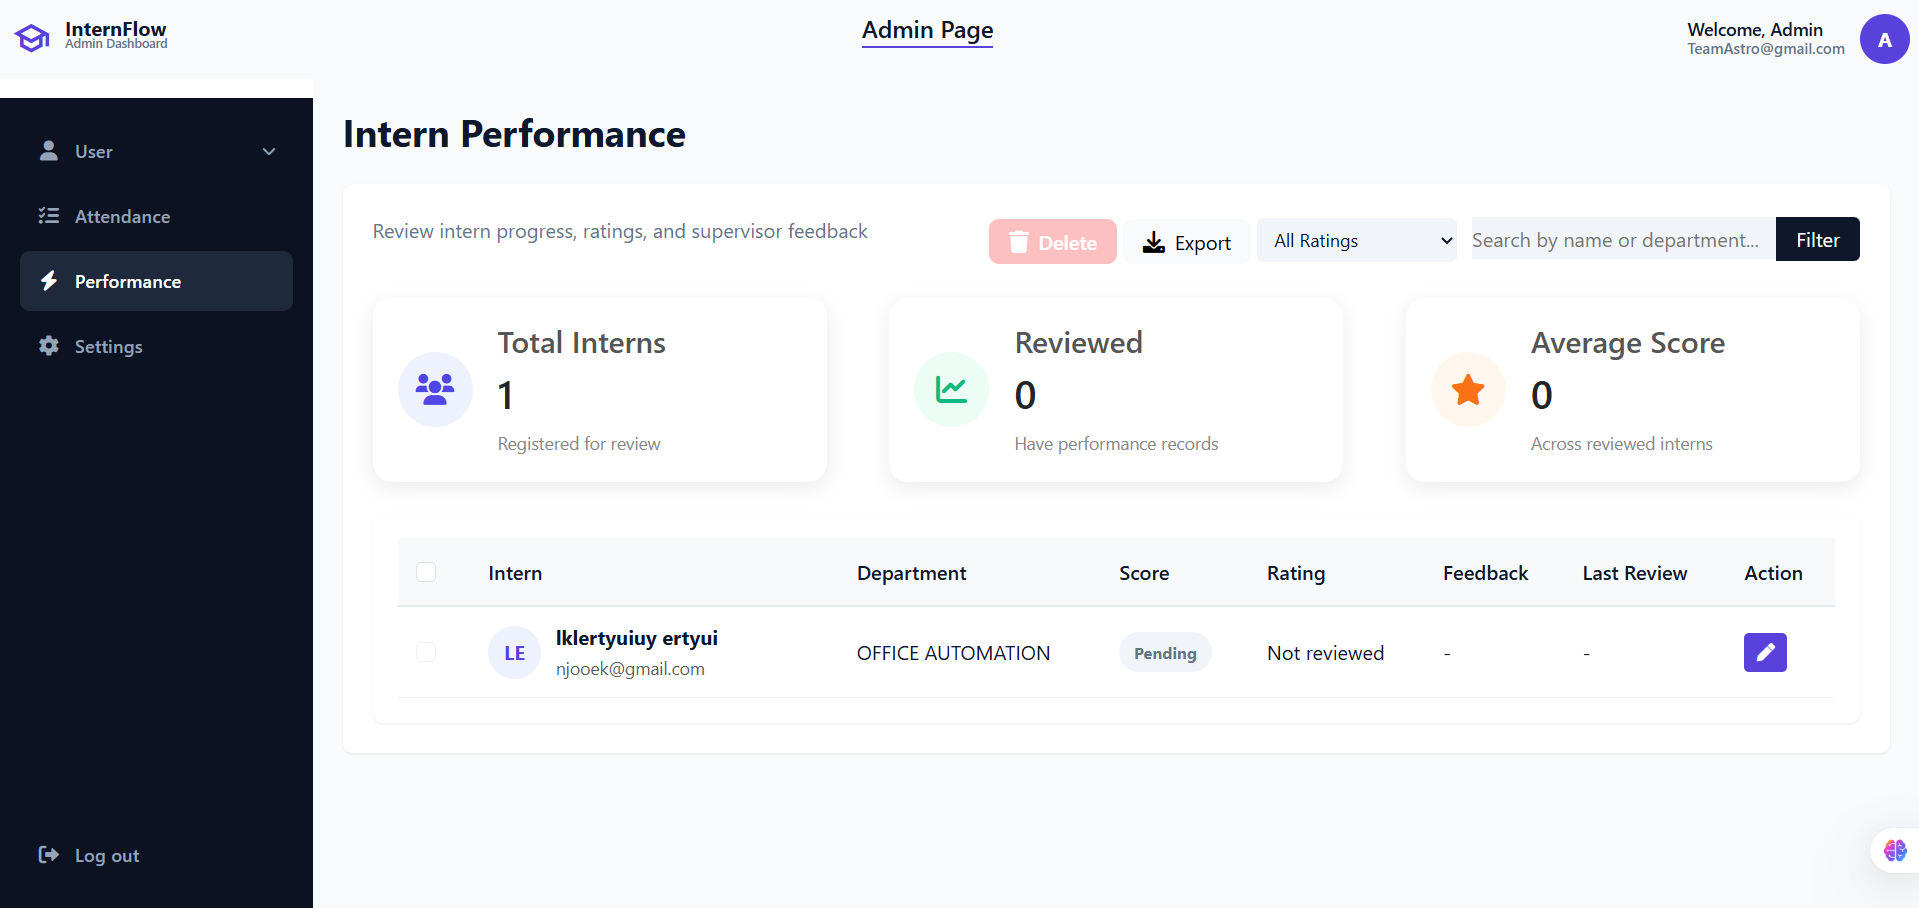 InternFlow
Admin Dashboard
Admin Page
Welcome, Admin
TeamAstro@gmail.com
A
User
Attendance
Performance
Settings
Log out
Intern Performance
Review intern progress, ratings, and supervisor feedback
Delete
Export
All Ratings
Search by name or department...
Filter
Total Interns
1
Registered for review
Reviewed
0
Have performance records
Average Score
0
Across reviewed interns
Intern Department Score Rating Feedback Last Review Action
LE
lklertyuiuy ertyui
njooek@gmail.com
OFFICE AUTOMATION
Pending
Not reviewed
-
-